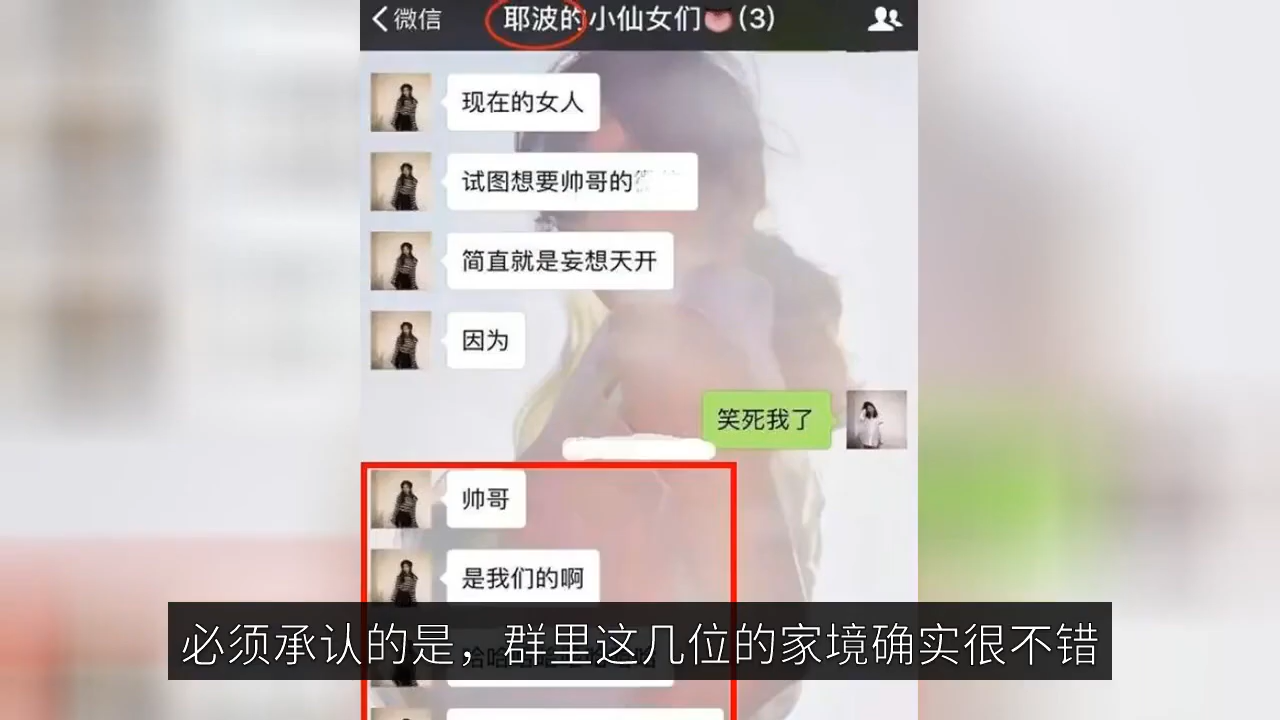 微信
耶波的小仙女们👅(3)
现在的女人
试图想要帅哥的
简直就是妄想天开
因为
笑死我了
帅哥
是我们的啊
必须承认的是，群里这几位的家境确实很不错